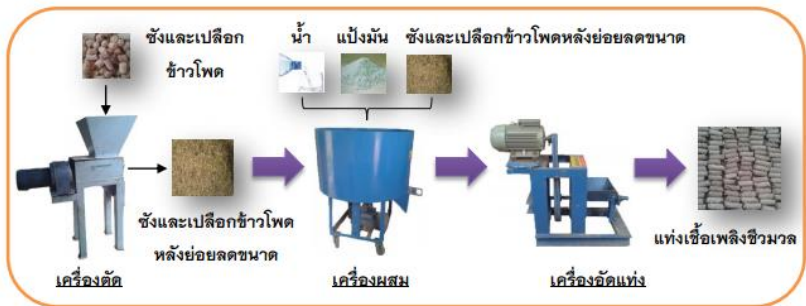 ซังและเปลือก
ข้าวโพด
น้ำ
แป้งมัน
ซังและเปลือกข้าวโพดหลังย่อยลดขนาด
ซังและเปลือกข้าวโพด
หลังย่อยลดขนาด
แท่งเชื้อเพลิงชีวมวล
เครื่องตัด
เครื่องผสม
เครื่องอัดแท่ง